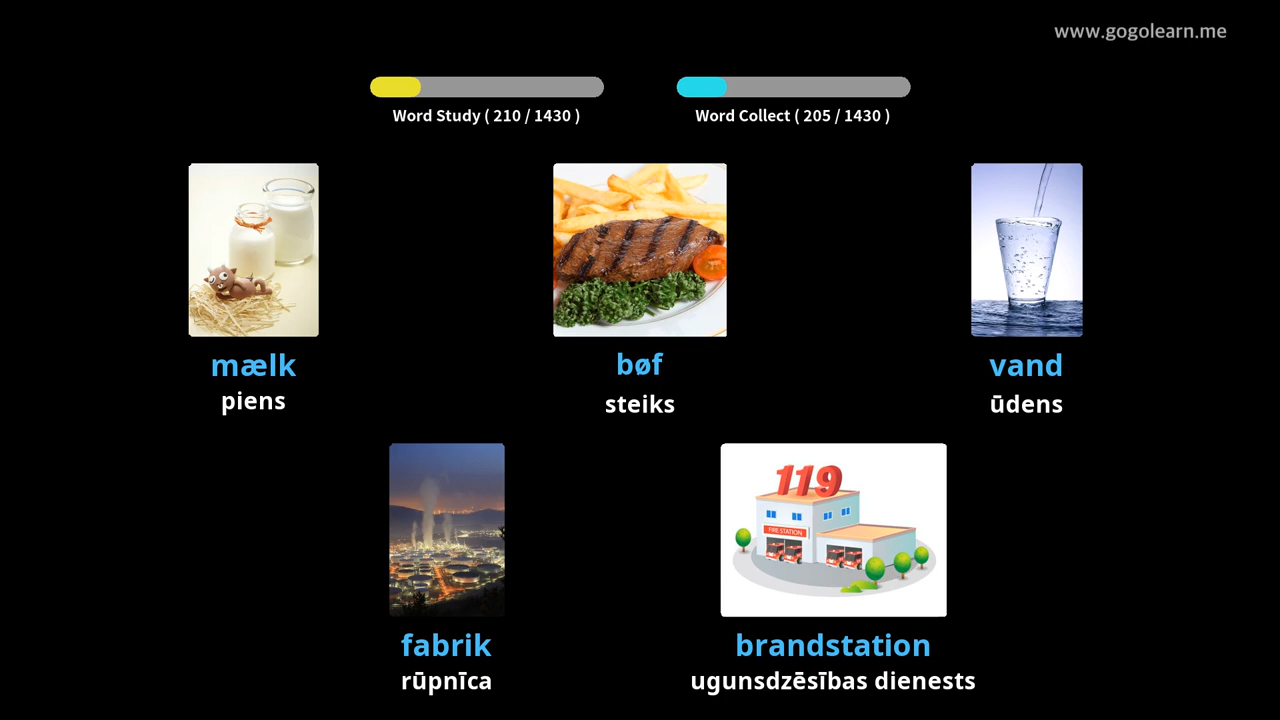 www.gogolearn.me
Word Study ( 210 / 1430 )
Word Collect ( 205 / 1430 )
mælk
piens
bøf
steiks
vand
ūdens
119
FIRE STATION
fabrik
rūpnīca
brandstation
ugunsdzēsības dienests